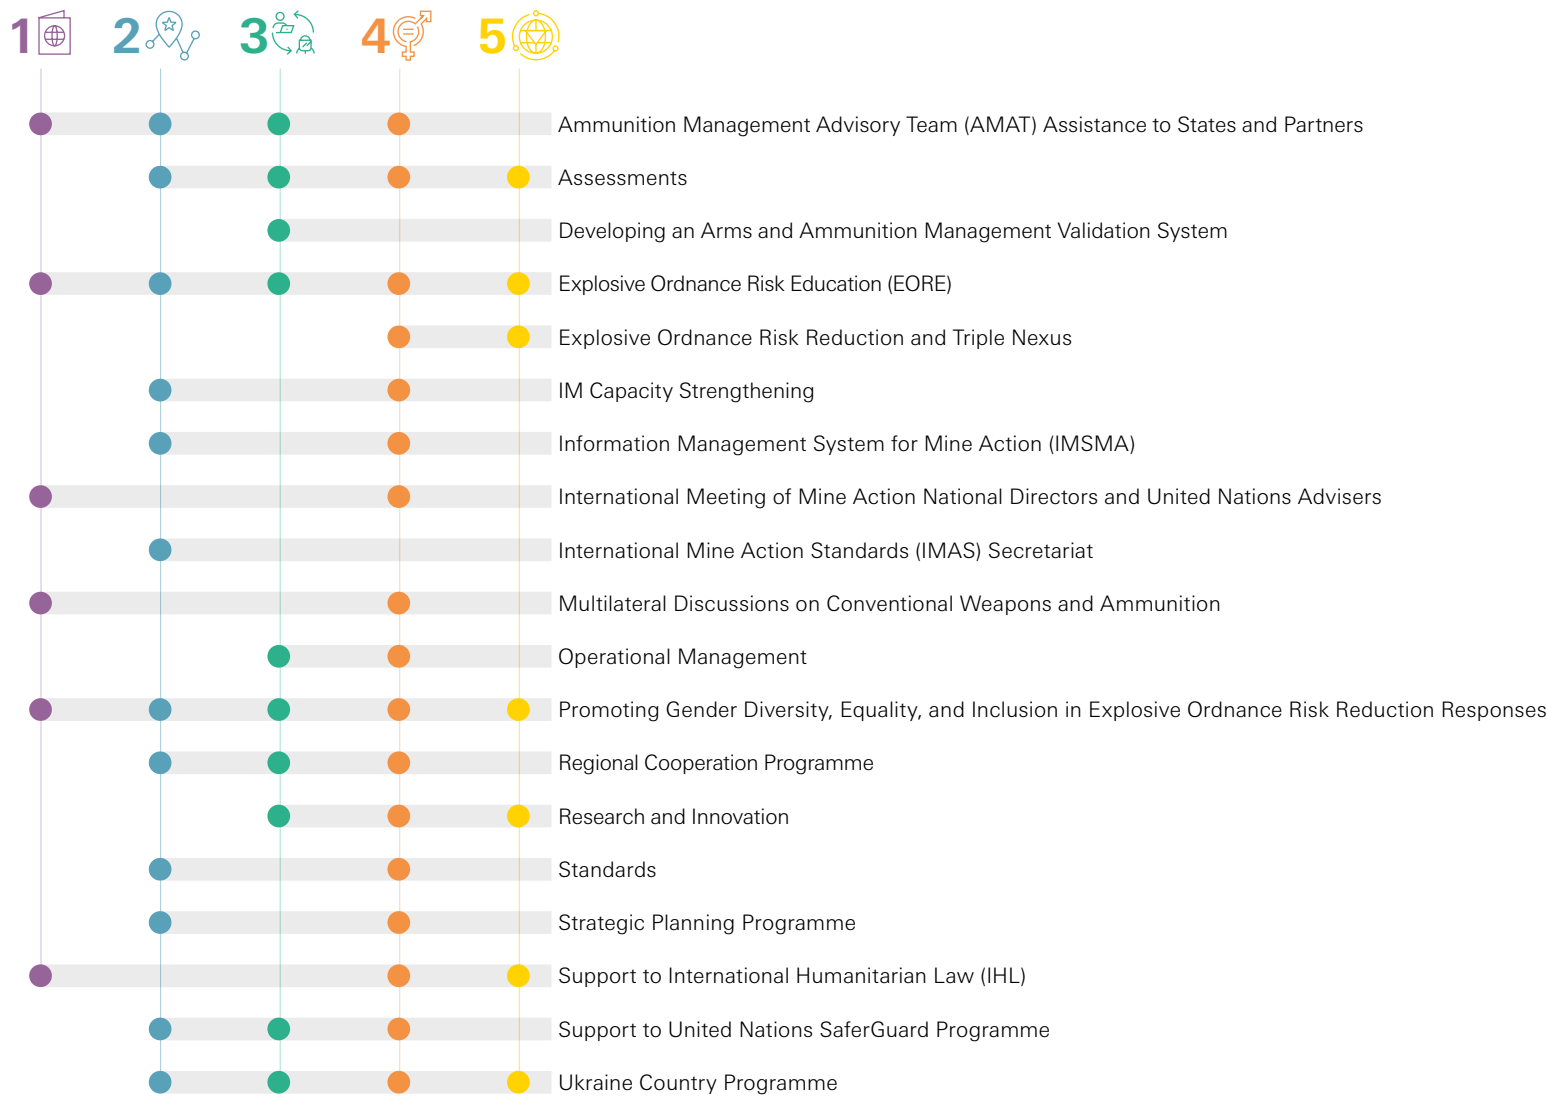 1 2 3 4 5
Ammunition Management Advisory Team (AMAT) Assistance to States and Partners
Assessments
Developing an Arms and Ammunition Management Validation System
Explosive Ordnance Risk Education (EORE)
Explosive Ordnance Risk Reduction and Triple Nexus
IM Capacity Strengthening
Information Management System for Mine Action (IMSMA)
International Meeting of Mine Action National Directors and United Nations Advisers
International Mine Action Standards (IMAS) Secretariat
Multilateral Discussions on Conventional Weapons and Ammunition
Operational Management
Promoting Gender Diversity, Equality, and Inclusion in Explosive Ordnance Risk Reduction Responses
Regional Cooperation Programme
Research and Innovation
Standards
Strategic Planning Programme
Support to International Humanitarian Law (IHL)
Support to United Nations SaferGuard Programme
Ukraine Country Programme